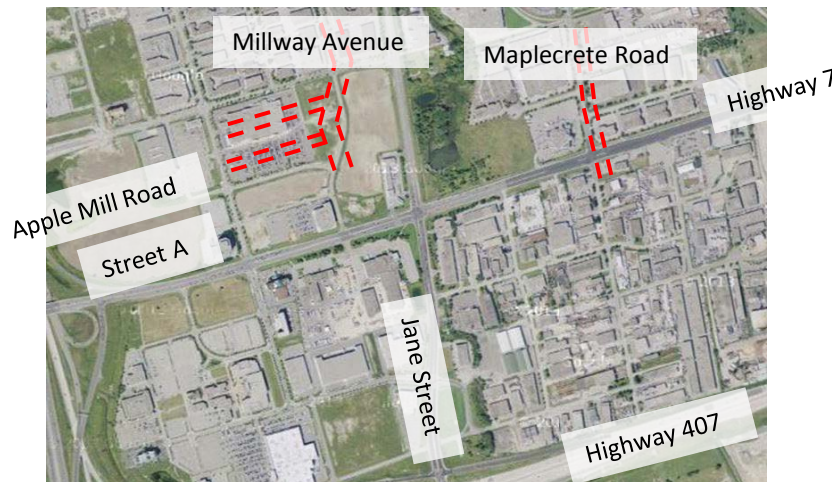 Millway Avenue
Maplecrete Road
Highway 7
Apple Mill Road
Street A
Jane Street
Highway 407